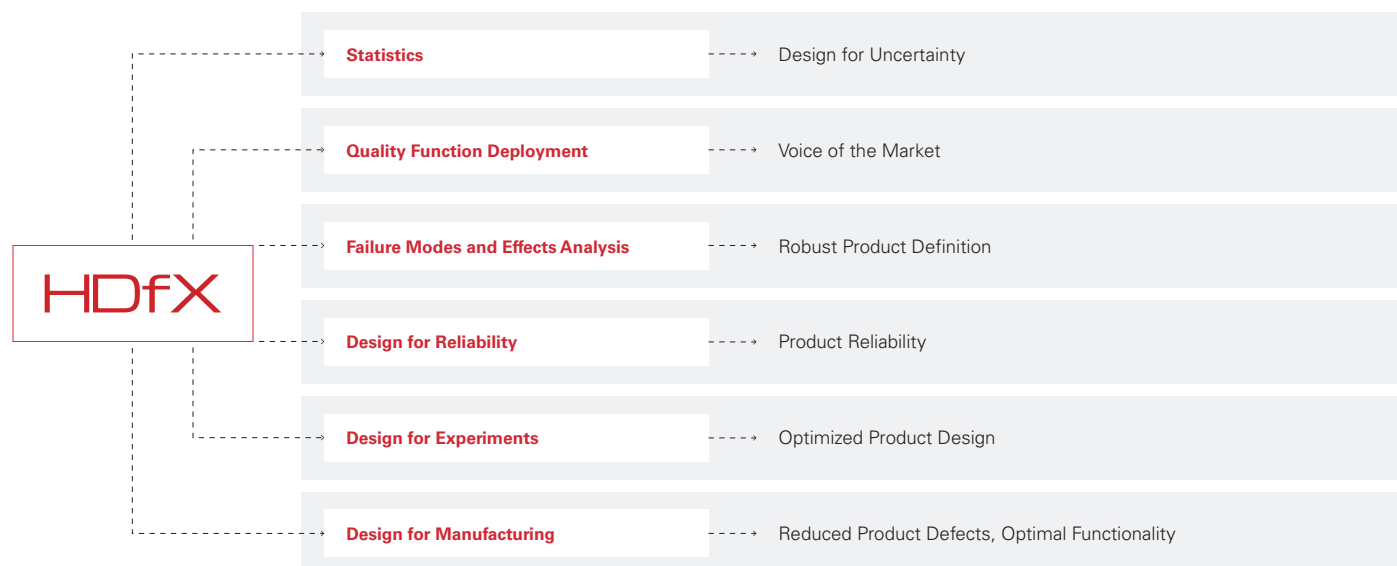 Statistics
Design for Uncertainty
Quality Function Deployment
Voice of the Market
Failure Modes and Effects Analysis
Robust Product Definition
HDfX
Design for Reliability
Product Reliability
Design for Experiments
Optimized Product Design
Design for Manufacturing
Reduced Product Defects, Optimal Functionality